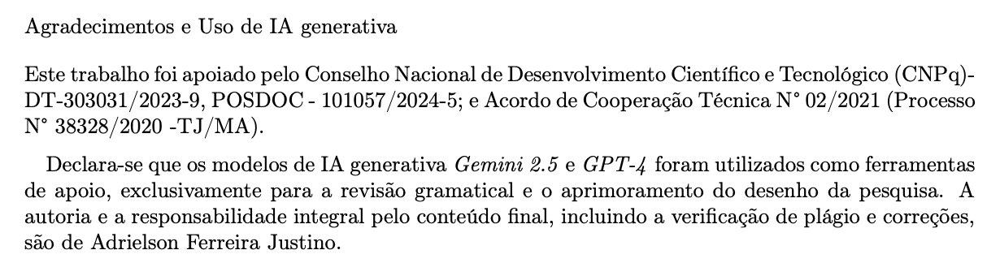 Agradecimentos e Uso de IA generativa
Este trabalho foi apoiado pelo Conselho Nacional de Desenvolvimento Científico e Tecnológico (CNPq)-
DT-303031/2023-9, POSDOC - 101057/2024-5; e Acordo de Cooperação Técnica N° 02/2021 (Processo
N° 38328/2020 -TJ/MA).
Declara-se que os modelos de IA generativa Gemini 2.5 e GPT-4 foram utilizados como ferramentas
de apoio, exclusivamente para a revisão gramatical e o aprimoramento do desenho da pesquisa. A
autoria e a responsabilidade integral pelo conteúdo final, incluindo a verificação de plágio e correções,
são de Adrielson Ferreira Justino.